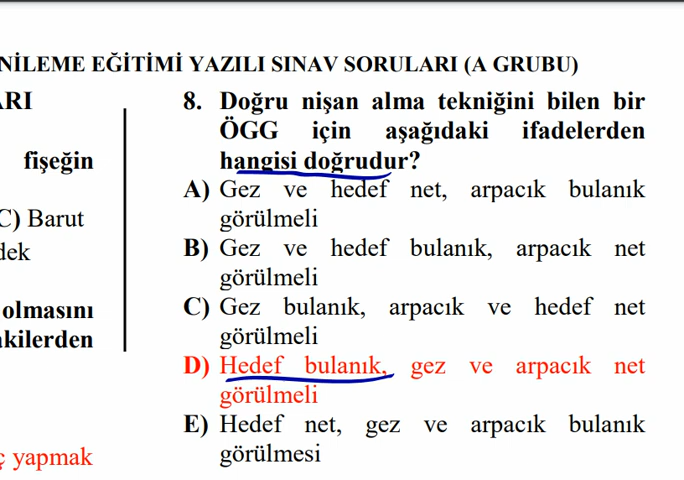 NİLEME EĞİTİMİ YAZILI SINAV SORULARI (A GRUBU)
ARI
fişeğin
C) Barut
dek
olmasını
akilerden
ç yapmak
8. Doğru nişan alma tekniğini bilen bir
ÖGG için aşağıdaki ifadelerden
hangisi doğrudur?
A) Gez ve hedef net, arpacık bulanık
görülmeli
B) Gez ve hedef bulanık, arpacık net
görülmeli
C) Gez bulanık, arpacık ve hedef net
görülmeli
D) Hedef bulanık, gez ve arpacık net
görülmeli
E) Hedef net, gez ve arpacık bulanık
görülmesi